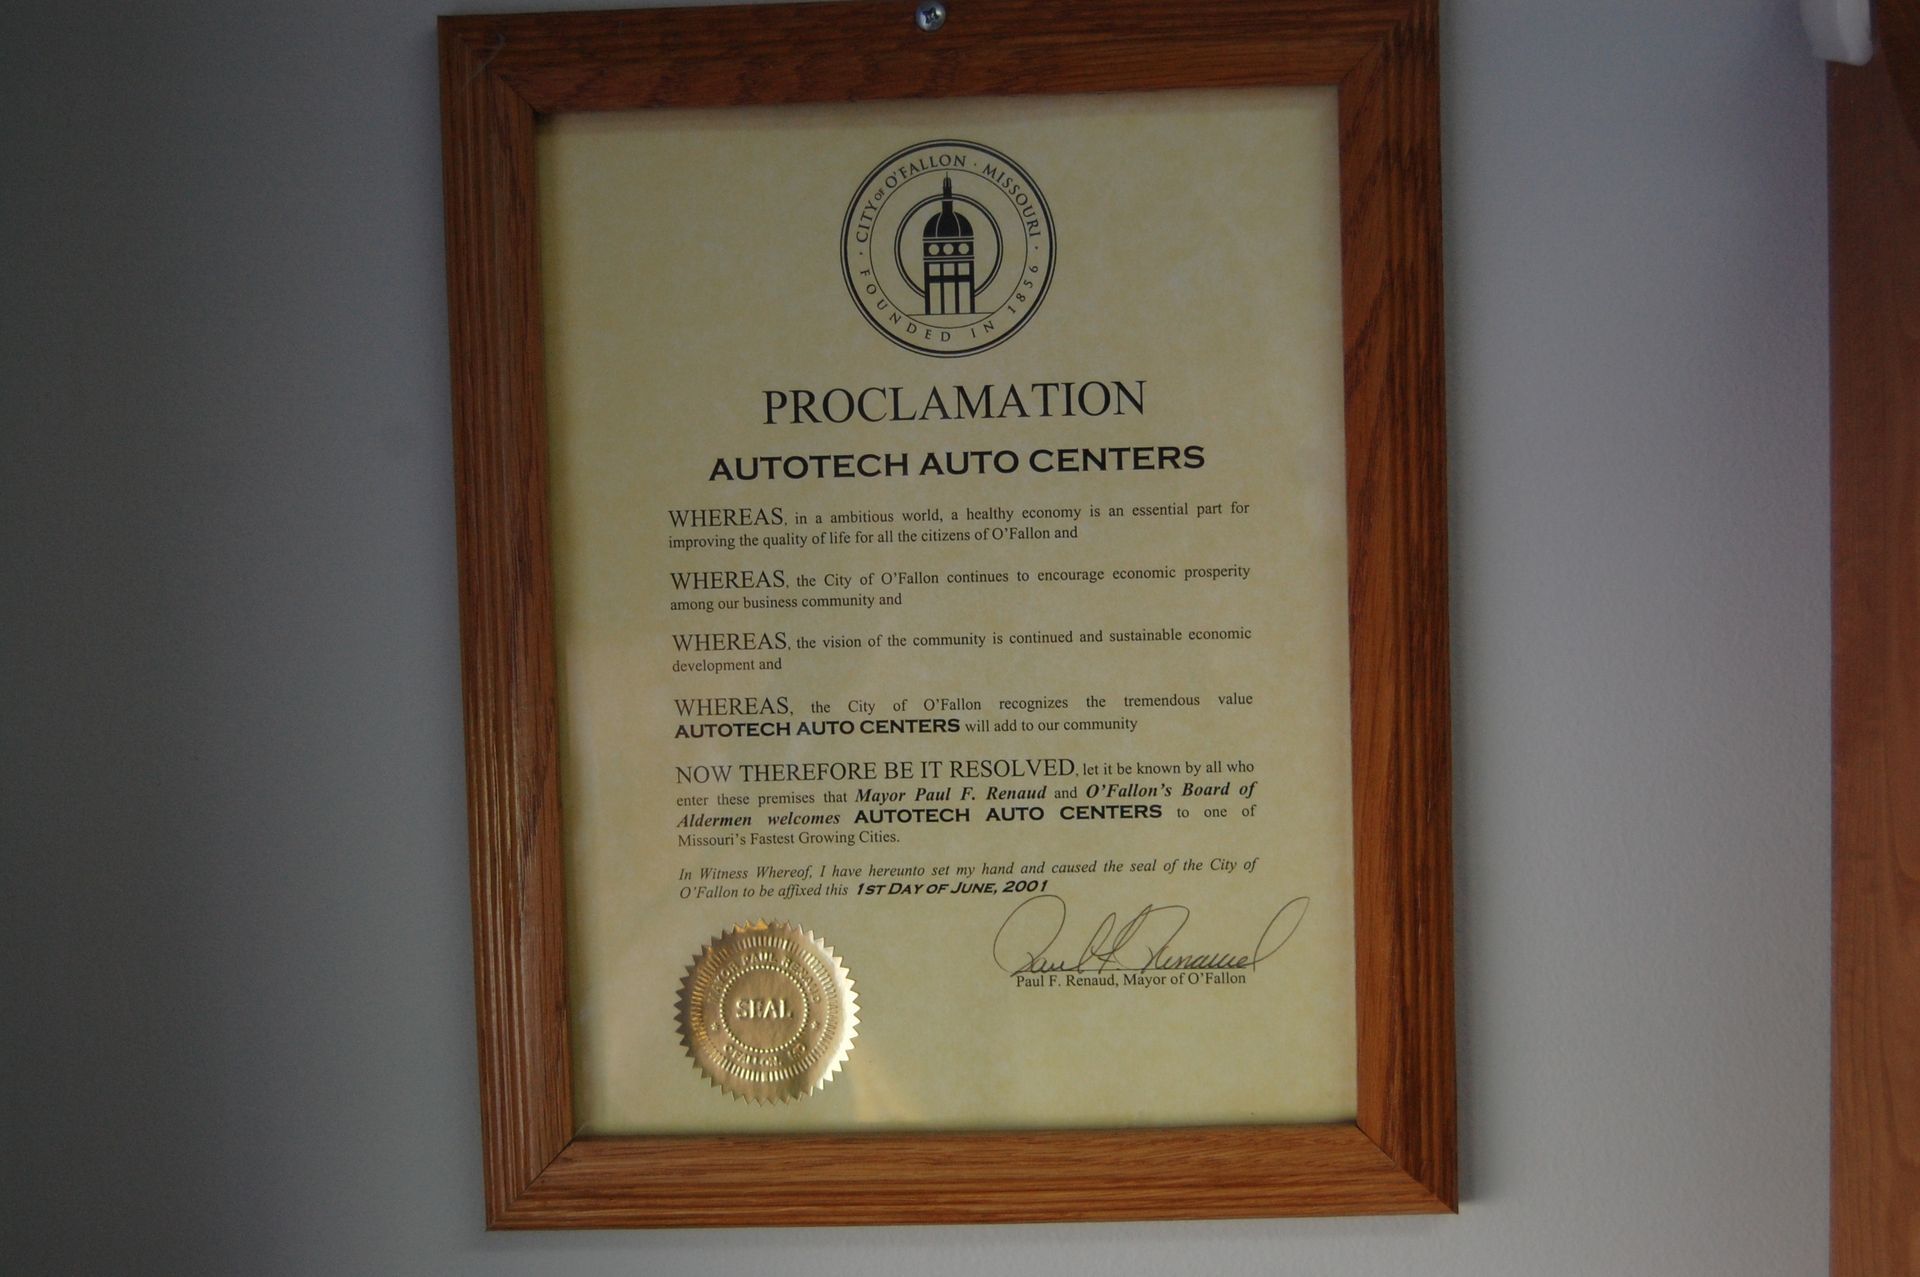 CITY OF O'FALLON · MISSOURI ·
FOUNDED IN 1856
PROCLAMATION
AUTOTECH AUTO CENTERS
WHEREAS, in a ambitious world, a healthy economy is an essential part for
improving the quality of life for all the citizens of O'Fallon and
WHEREAS, the City of O'Fallon continues to encourage economic prosperity
among our business community and
WHEREAS, the vision of the community is continued and sustainable economic
development and
WHEREAS, the City of O'Fallon recognizes the tremendous value
AUTOTECH AUTO CENTERS will add to our community
NOW THEREFORE BE IT RESOLVED, let it be known by all who
enter these premises that Mayor Paul F. Renaud and O'Fallon's Board of
Aldermen welcomes AUTOTECH AUTO CENTERS to one of
Missouri's Fastest Growing Cities.
In Witness Whereof, I have hereunto set my hand and caused the seal of the City of
O'Fallon to be affixed this 1ST DAY OF JUNE, 2001
Paul F. Renaud
Paul F. Renaud, Mayor of O'Fallon
MAYOR PAUL RENAUD
SEAL
O'FALLON, MO